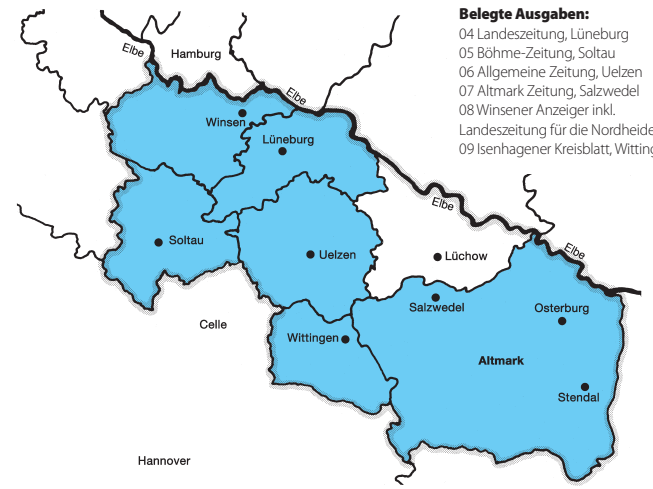 Belegte Ausgaben:
04 Landeszeitung, Lüneburg
05 Böhme-Zeitung, Soltau
06 Allgemeine Zeitung, Uelzen
07 Altmark Zeitung, Salzwedel
08 Winsener Anzeiger inkl.
Landeszeitung für die Nordheide
09 Isenhagener Kreisblatt, Witting
Elbe
Hamburg
Elbe
Winsen
Lüneburg
Elbe
Soltau
Uelzen
Lüchow
Elbe
Salzwedel
Osterburg
Celle
Wittingen
Altmark
Stendal
Hannover